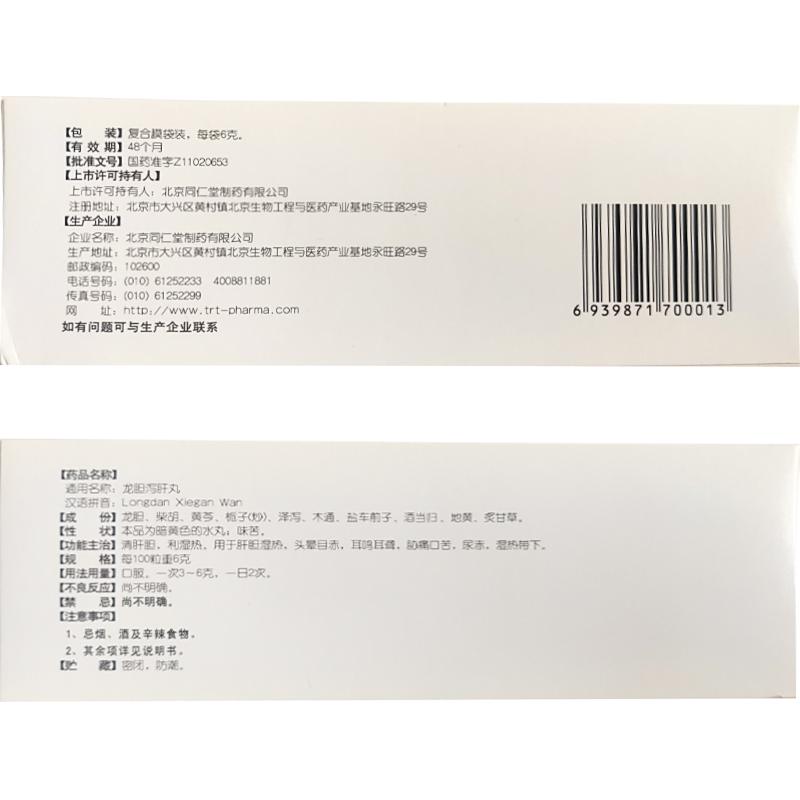 【包　　装】复合膜袋装，每袋6克。
【有 效 期】48个月
【批准文号】国药准字Z11020653
【上市许可持有人】
上市许可持有人：北京同仁堂制药有限公司
注册地址：北京市大兴区黄村镇北京生物工程与医药产业基地永旺路29号
【生产企业】
企业名称：北京同仁堂制药有限公司
生产地址：北京市大兴区黄村镇北京生物工程与医药产业基地永旺路29号
邮政编码：102600
电话号码：(010) 61252233　4008811881
传真号码：(010) 61252299
网　　址：http://www.trt-pharma.com
如有问题可与生产企业联系
6 939871 700013
【药品名称】
通用名称：龙胆泻肝丸
汉语拼音：Longdan Xiegan Wan
【成　　份】龙胆、柴胡、黄芩、栀子(炒)、泽泻、木通、盐车前子、酒当归、地黄、炙甘草。
【性　　状】本品为暗黄色的水丸；味苦。
【功能主治】清肝胆，利湿热。用于肝胆湿热，头晕目赤，耳鸣耳聋，胁痛口苦，尿赤，湿热带下。
【规　　格】每100粒重6克
【用法用量】口服。一次3～6克，一日2次。
【不良反应】尚不明确。
【禁　　忌】尚不明确。
【注意事项】
1、忌烟、酒及辛辣食物。
2、其余项详见说明书。
【贮　　藏】密闭，防潮。